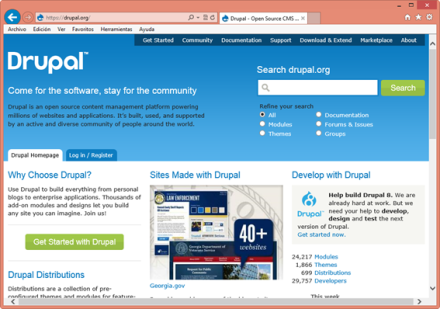 https://drupal.org/
Drupal - Open Source CMS ...
Archivo Edición Ver Favoritos Herramientas Ayuda
Get Started Community Documentation Support Download & Extend Marketplace About
Drupal™
Come for the software, stay for the community
Drupal is an open source content management platform powering
millions of websites and applications. It's built, used, and supported
by an active and diverse community of people around the world.
Search drupal.org
Search
Refine your search
All Documentation
Modules Forums & Issues
Themes Groups
Drupal Homepage Log in / Register
Why Choose Drupal?
Use Drupal to build everything from personal
blogs to enterprise applications. Thousands of
add-on modules and designs let you build
any site you can imagine. Join us!
Get Started with Drupal
Drupal Distributions
Distributions are a collection of pre-
configured themes and modules for feature-
Sites Made with Drupal
LAW ENFORCEMENT
40+
websites
Georgia Department of
Georgia.gov
Develop with Drupal
Drupal
Help build Drupal 8. We are
already hard at work. But we
need your help to develop,
design and test the next
version of Drupal.
Get started now.
24,217 Modules
1,866 Themes
699 Distributions
29,757 Developers
This week